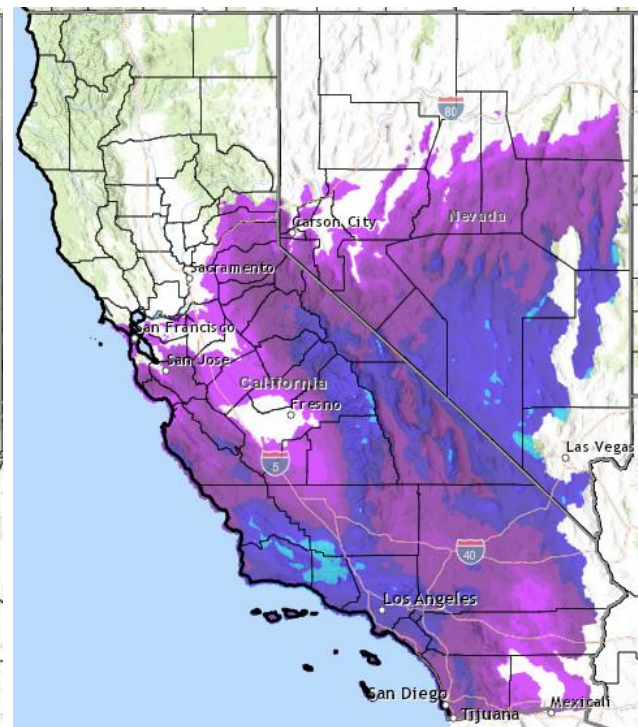 80
Carson City
Nevada
Sacramento
San Francisco
San Jose
California
Fresno
5
Las Vegas
40
Los Angeles
San Diego
Tijuana
Mexicali